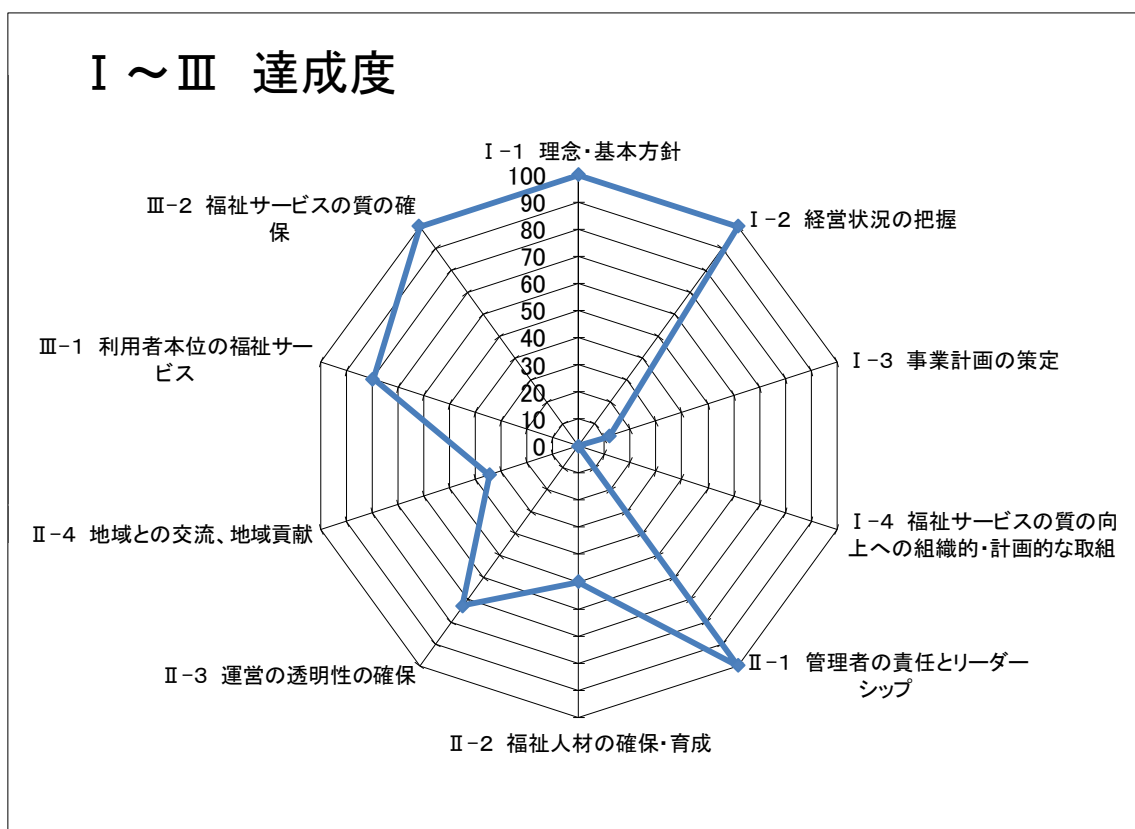 Ⅰ～Ⅲ 達成度
Ⅰ-1 理念・基本方針
Ⅰ-2 経営状況の把握
Ⅰ-3 事業計画の策定
Ⅰ-4 福祉サービスの質の向
上への組織的・計画的な取組
Ⅱ-1 管理者の責任とリーダー
シップ
Ⅱ-2 福祉人材の確保・育成
Ⅱ-3 運営の透明性の確保
Ⅱ-4 地域との交流、地域貢献
Ⅲ-1 利用者本位の福祉サー
ビス
Ⅲ-2 福祉サービスの質の確
保
100
90
80
70
60
50
40
30
20
10
0